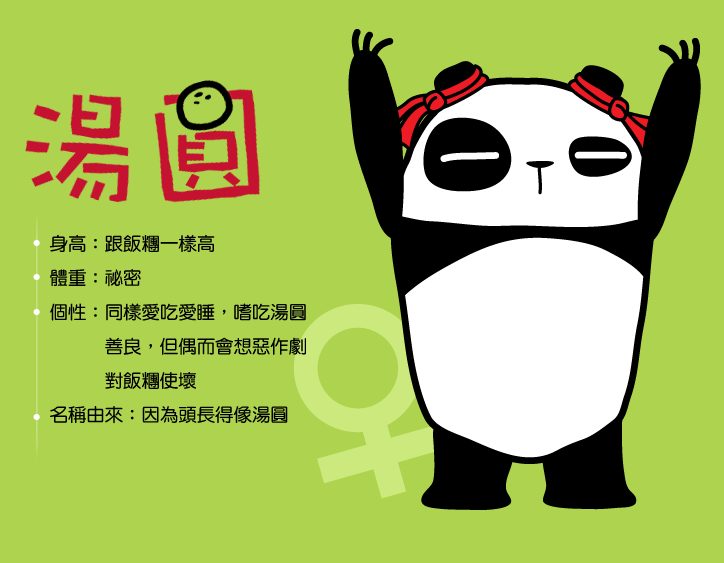 湯圓
身高：跟飯糰一樣高
體重：祕密
個性：同樣愛吃愛睡，嗜吃湯圓
善良，但偶而會想惡作劇
對飯糰使壞
名稱由來：因為頭長得像湯圓